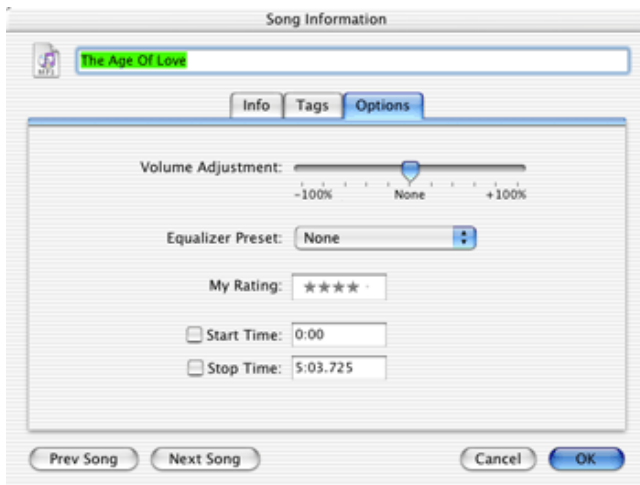 Song Information
MP3
The Age Of Love
Info Tags Options
Volume Adjustment:
-100% None +100%
Equalizer Preset: None
My Rating: ★★★★ ·
Start Time: 0:00
Stop Time: 5:03.725
Prev Song Next Song Cancel OK